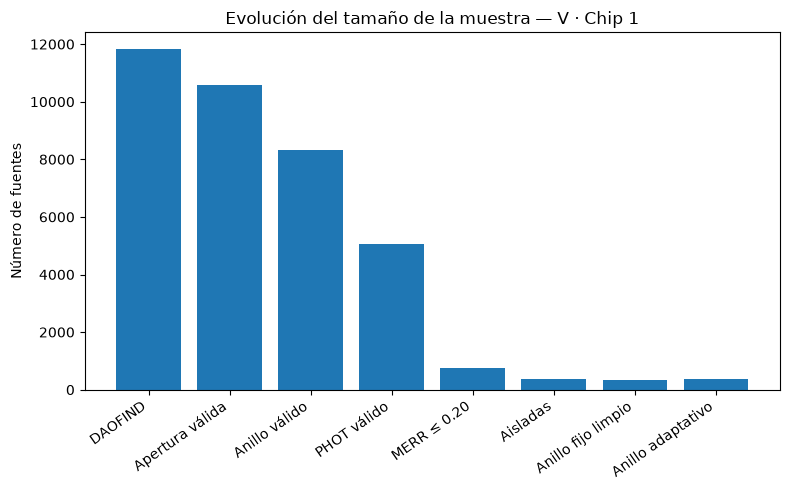 Evolución del tamaño de la muestra — V · Chip 1
Número de fuentes
12000
10000
8000
6000
4000
2000
0
DAOFIND
Apertura válida
Anillo válido
PHOT válido
MERR ≤ 0.20
Aisladas
Anillo fijo limpio
Anillo adaptativo